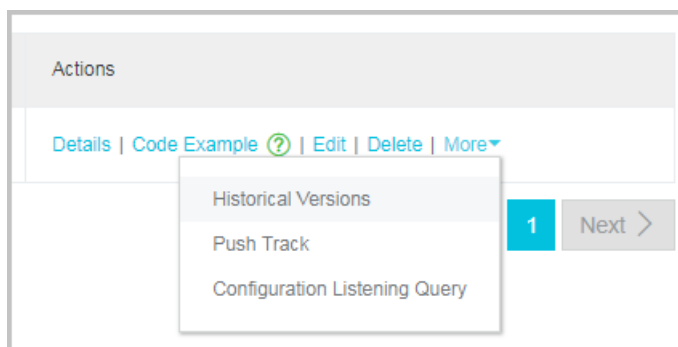 Actions
Details | Code Example ? | Edit | Delete | More
Historical Versions
Push Track
Configuration Listening Query
1 Next